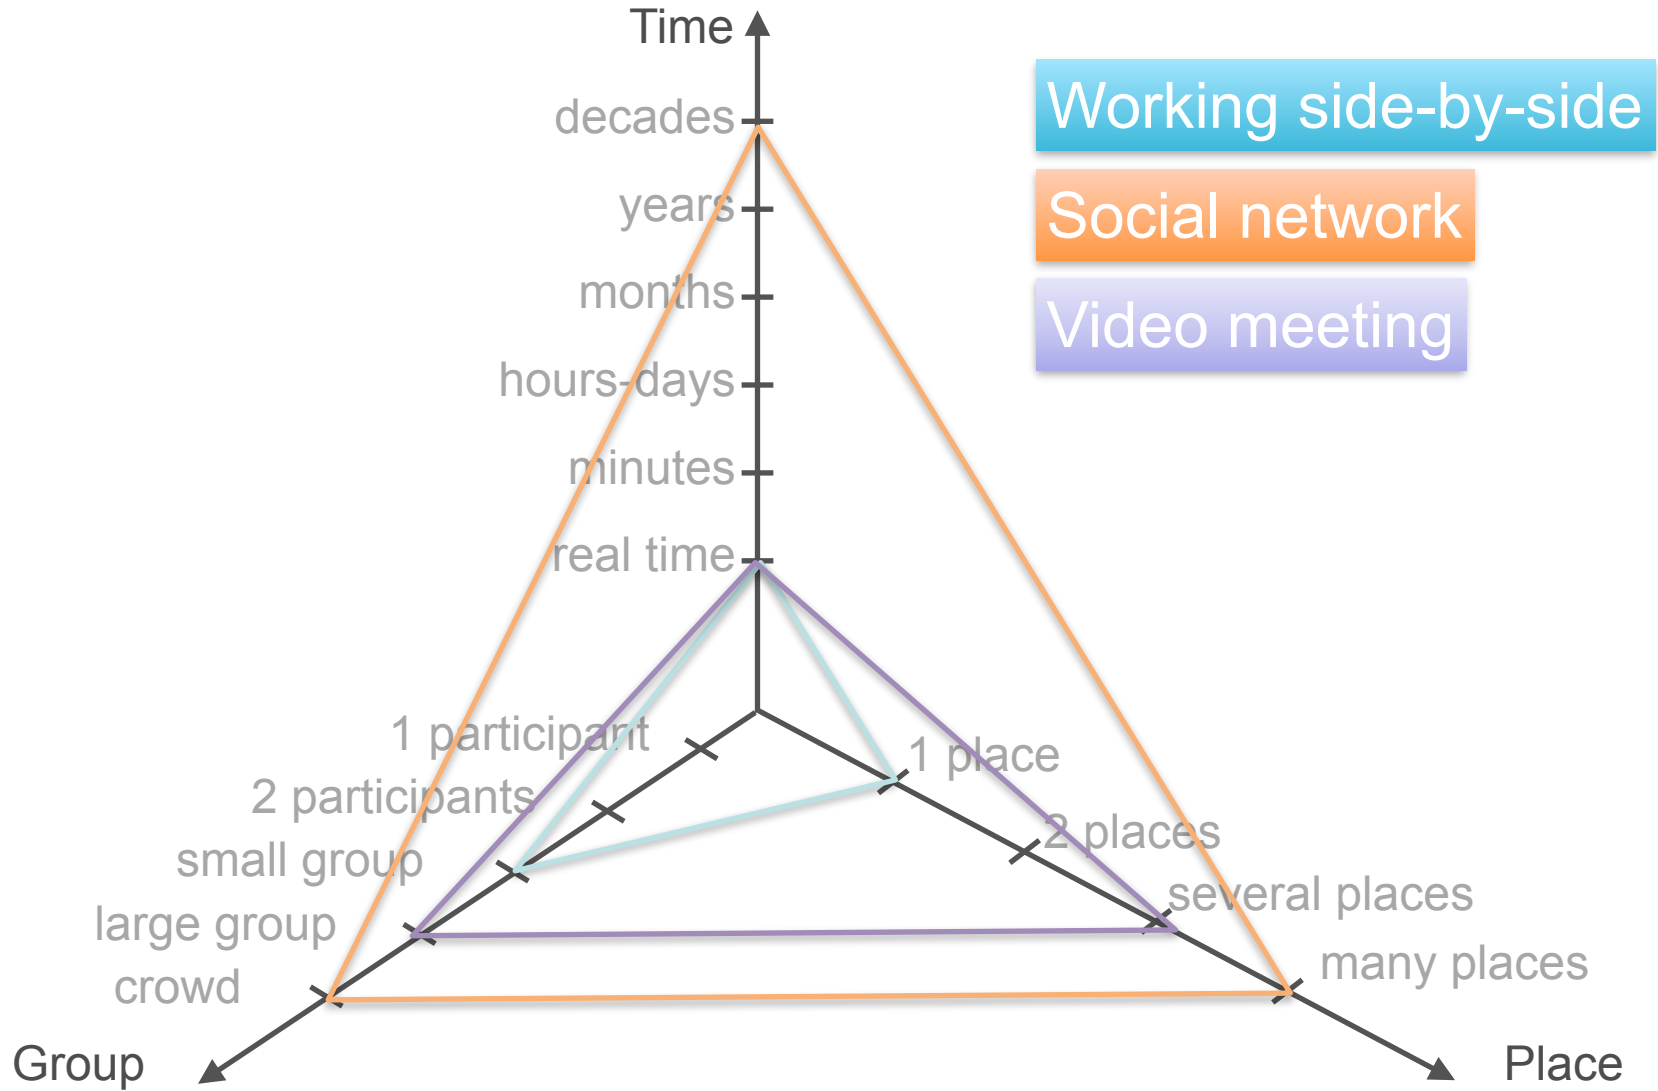 Time
decades
years
months
hours-days
minutes
real time
Working side-by-side
Social network
Video meeting
1 participant
2 participants
small group
large group
crowd
Group
1 place
2 places
several places
many places
Place